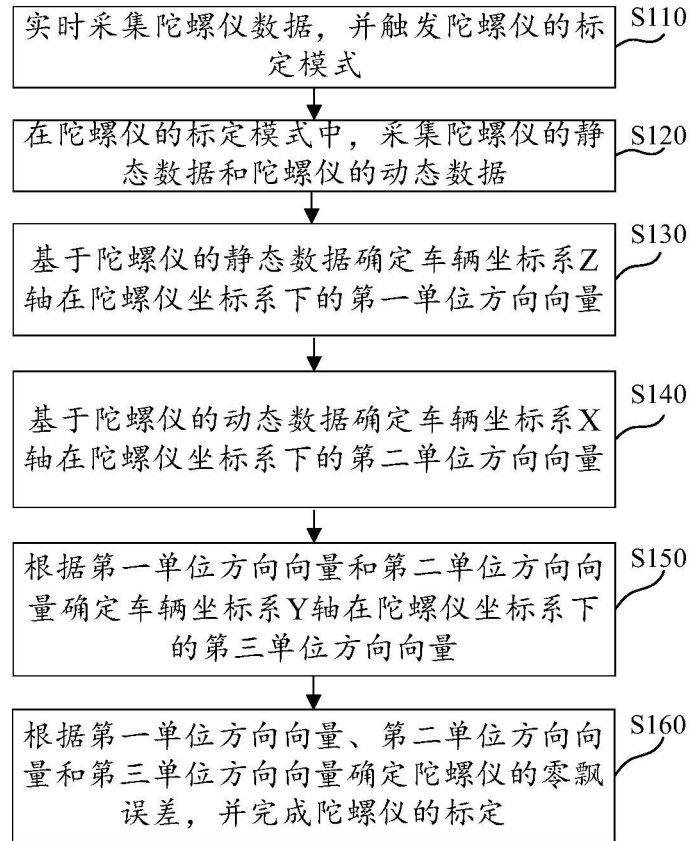 实时采集陀螺仪数据，并触发陀螺仪的标
定模式
S110
在陀螺仪的标定模式中，采集陀螺仪的静
态数据和陀螺仪的动态数据
S120
基于陀螺仪的静态数据确定车辆坐标系Z
轴在陀螺仪坐标系下的第一单位方向向量
S130
基于陀螺仪的动态数据确定车辆坐标系X
轴在陀螺仪坐标系下的第二单位方向向量
S140
根据第一单位方向向量和第二单位方向向
量确定车辆坐标系Y轴在陀螺仪坐标系下
的第三单位方向向量
S150
根据第一单位方向向量、第二单位方向向
量和第三单位方向向量确定陀螺仪的零飘
误差，并完成陀螺仪的标定
S160